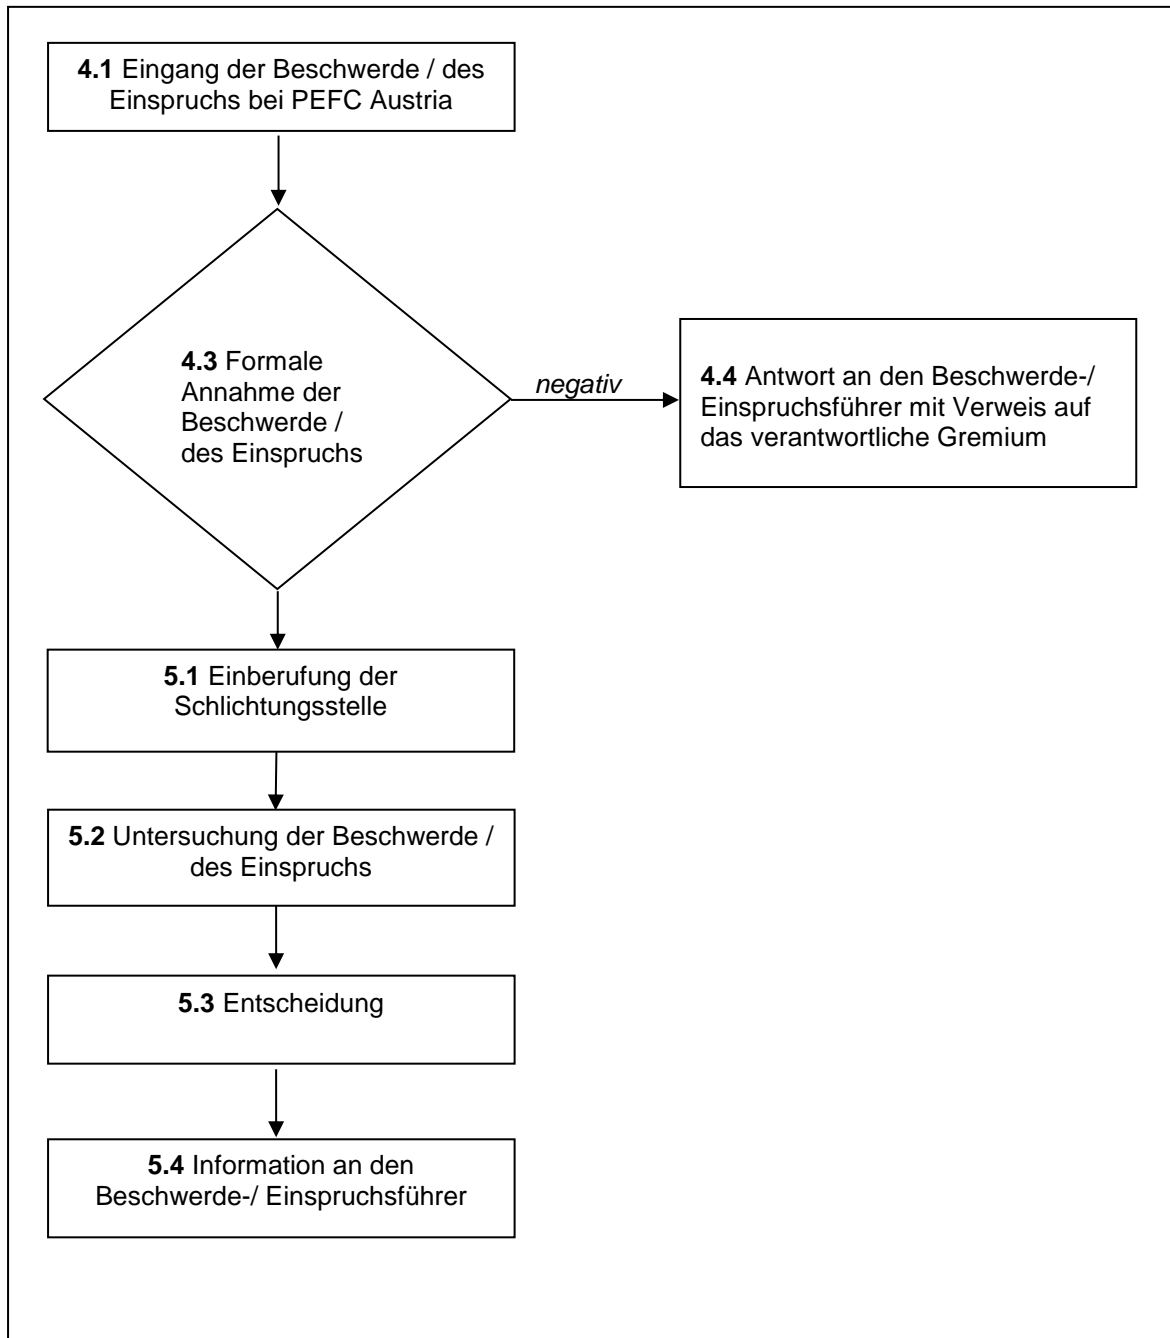 4.1 Eingang der Beschwerde / des
Einspruchs bei PEFC Austria
4.3 Formale
Annahme der
Beschwerde /
des Einspruchs
negativ
4.4 Antwort an den Beschwerde-/
Einspruchsführer mit Verweis auf
das verantwortliche Gremium
5.1 Einberufung der
Schlichtungsstelle
5.2 Untersuchung der Beschwerde /
des Einspruchs
5.3 Entscheidung
5.4 Information an den
Beschwerde-/ Einspruchsführer